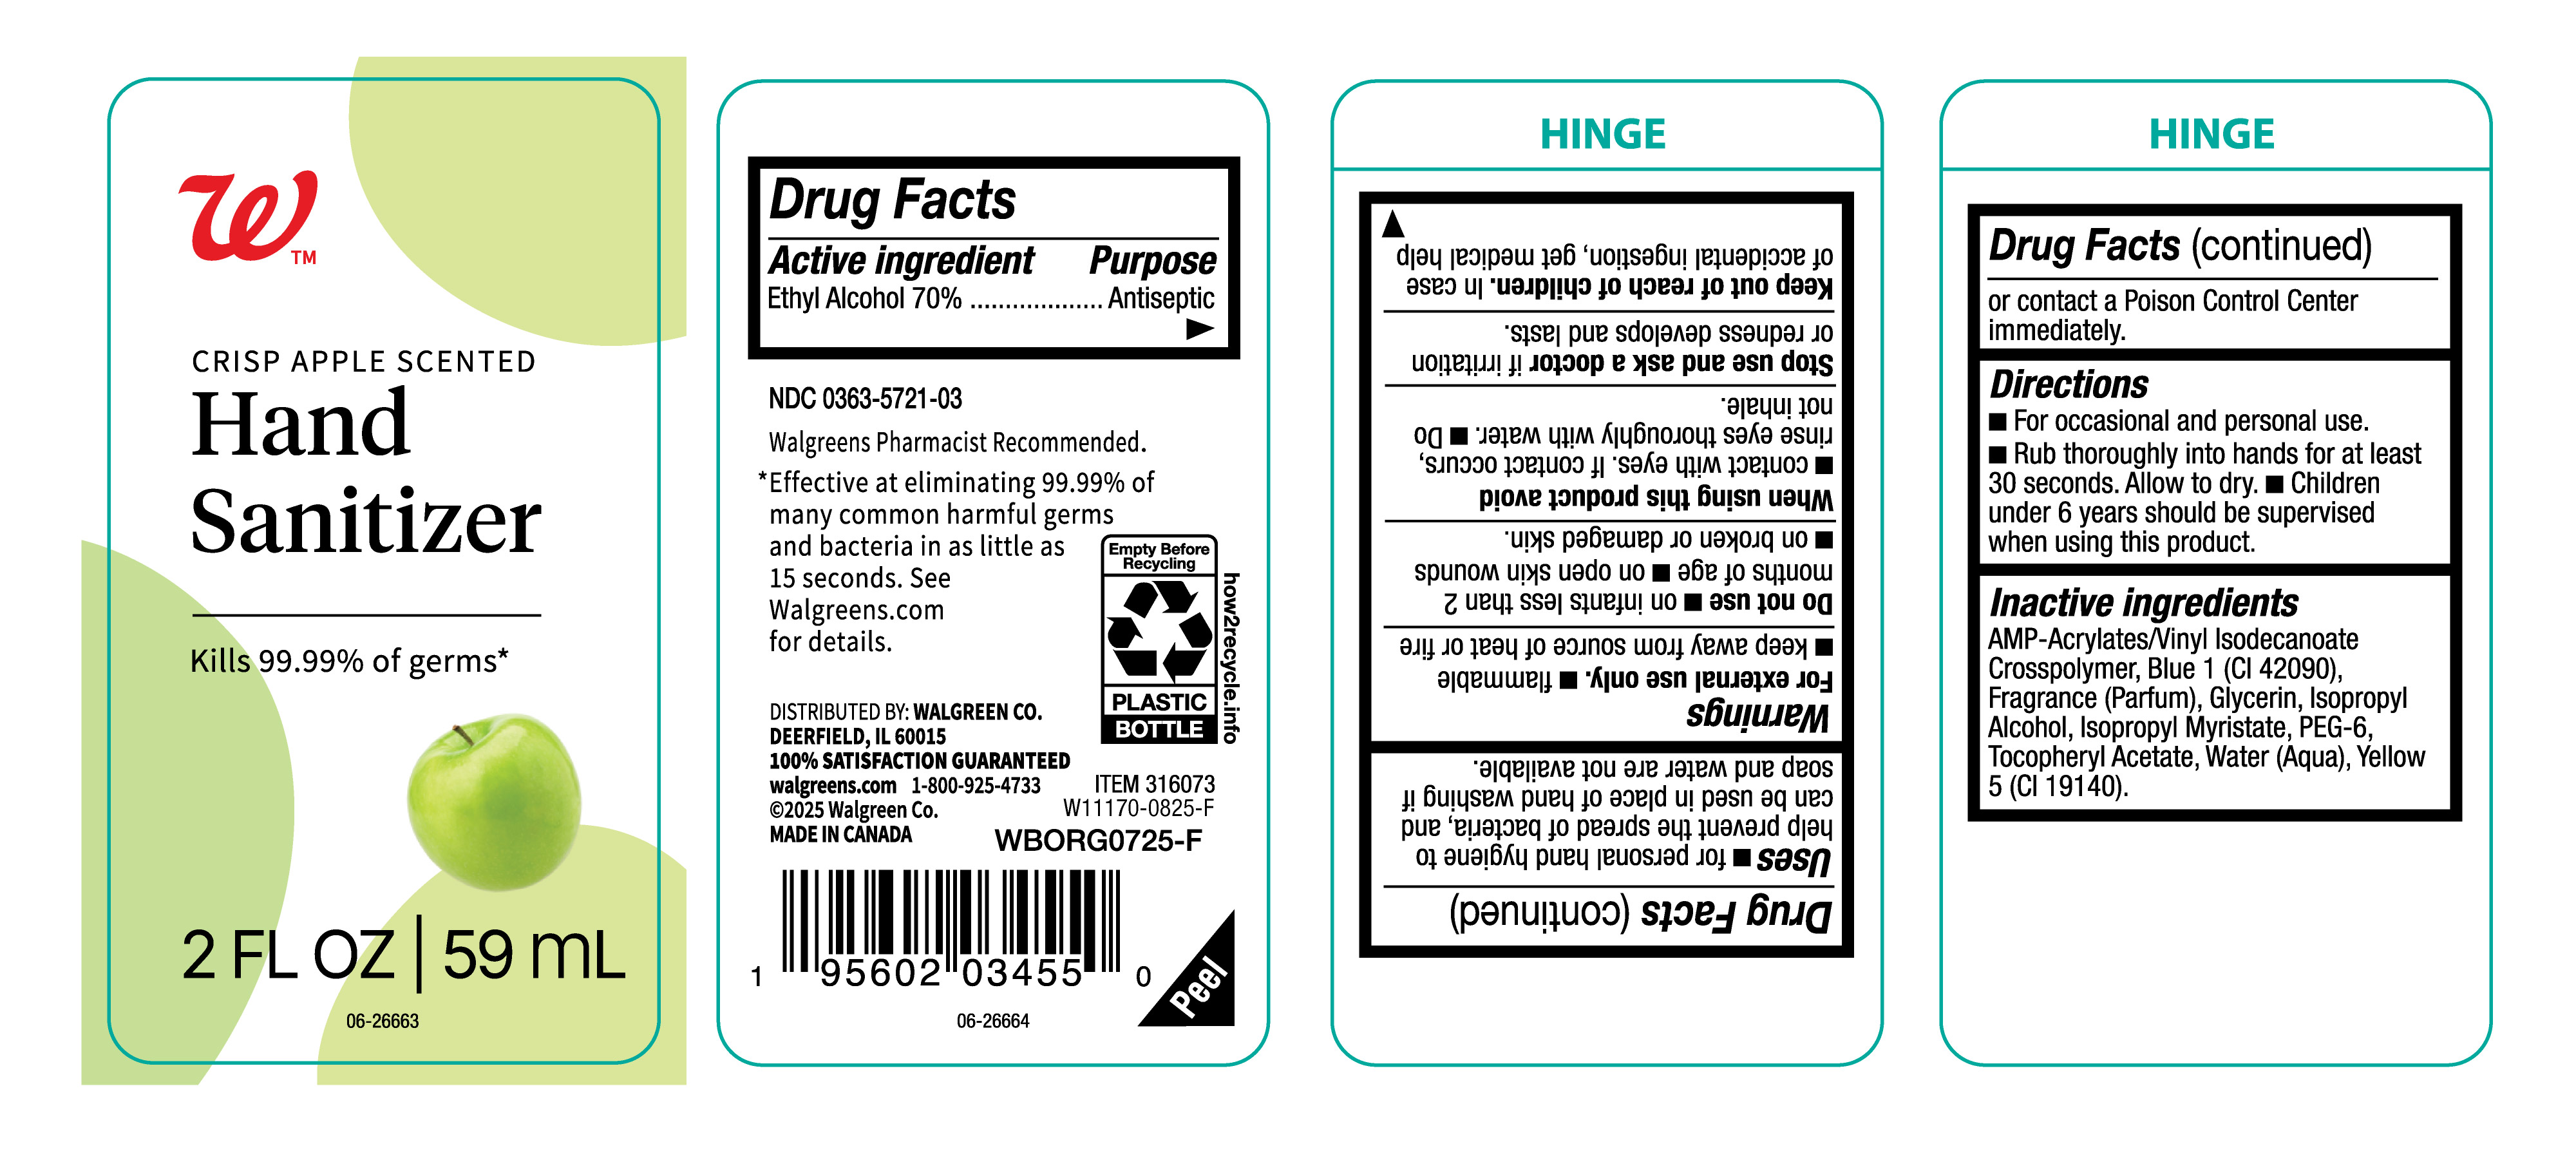 W™
CRISP APPLE SCENTED
Hand
Sanitizer
Kills 99.99% of germs*
2 FL OZ | 59 mL
06-26663
Drug Facts
Active ingredient Purpose
Ethyl Alcohol 70% ................... Antiseptic
NDC 0363-5721-03
Walgreens Pharmacist Recommended.
*Effective at eliminating 99.99% of
many common harmful germs
and bacteria in as little as
15 seconds. See
Walgreens.com
for details.
Empty Before
Recycling
PLASTIC
BOTTLE
how2recycle.info
DISTRIBUTED BY: WALGREEN CO.
DEERFIELD, IL 60015
100% SATISFACTION GUARANTEED
walgreens.com 1-800-925-4733
©2025 Walgreen Co.
MADE IN CANADA
ITEM 316073
W11170-0825-F
WBORG0725-F
1 95602 03455 0
Peel
06-26664
HINGE
Drug Facts (continued)
Uses ■ for personal hand hygiene to
help prevent the spread of bacteria, and
can be used in place of hand washing if
soap and water are not available.
Warnings
For external use only. ■ flammable
■ keep away from source of heat or fire
Do not use ■ on infants less than 2
months of age ■ on open skin wounds
■ on broken or damaged skin.
When using this product avoid
■ contact with eyes. If contact occurs,
rinse eyes thoroughly with water. ■ Do
not inhale.
Stop use and ask a doctor if irritation
or redness develops and lasts.
Keep out of reach of children. In case
of accidental ingestion, get medical help
HINGE
Drug Facts (continued)
or contact a Poison Control Center
immediately.
Directions
■ For occasional and personal use.
■ Rub thoroughly into hands for at least
30 seconds. Allow to dry. ■ Children
under 6 years should be supervised
when using this product.
Inactive ingredients
AMP-Acrylates/Vinyl Isodecanoate
Crosspolymer, Blue 1 (CI 42090),
Fragrance (Parfum), Glycerin, Isopropyl
Alcohol, Isopropyl Myristate, PEG-6,
Tocopheryl Acetate, Water (Aqua), Yellow
5 (CI 19140).